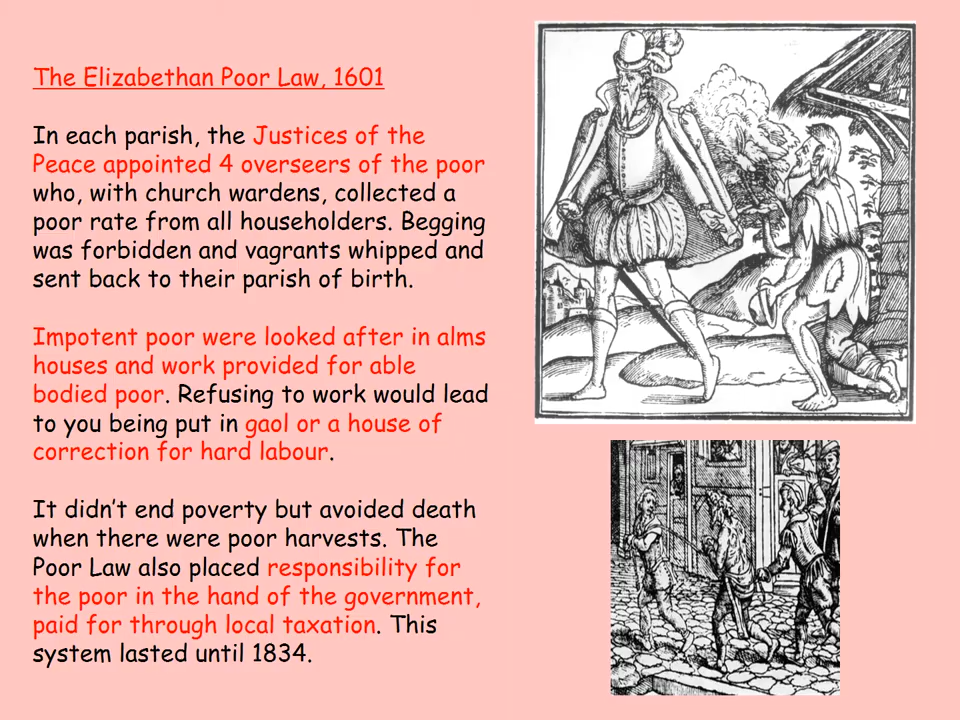 The Elizabethan Poor Law, 1601
In each parish, the Justices of the
Peace appointed 4 overseers of the poor
who, with church wardens, collected a
poor rate from all householders. Begging
was forbidden and vagrants whipped and
sent back to their parish of birth.
Impotent poor were looked after in alms
houses and work provided for able
bodied poor. Refusing to work would lead
to you being put in gaol or a house of
correction for hard labour.
It didn’t end poverty but avoided death
when there were poor harvests. The
Poor Law also placed responsibility for
the poor in the hand of the government,
paid for through local taxation. This
system lasted until 1834.